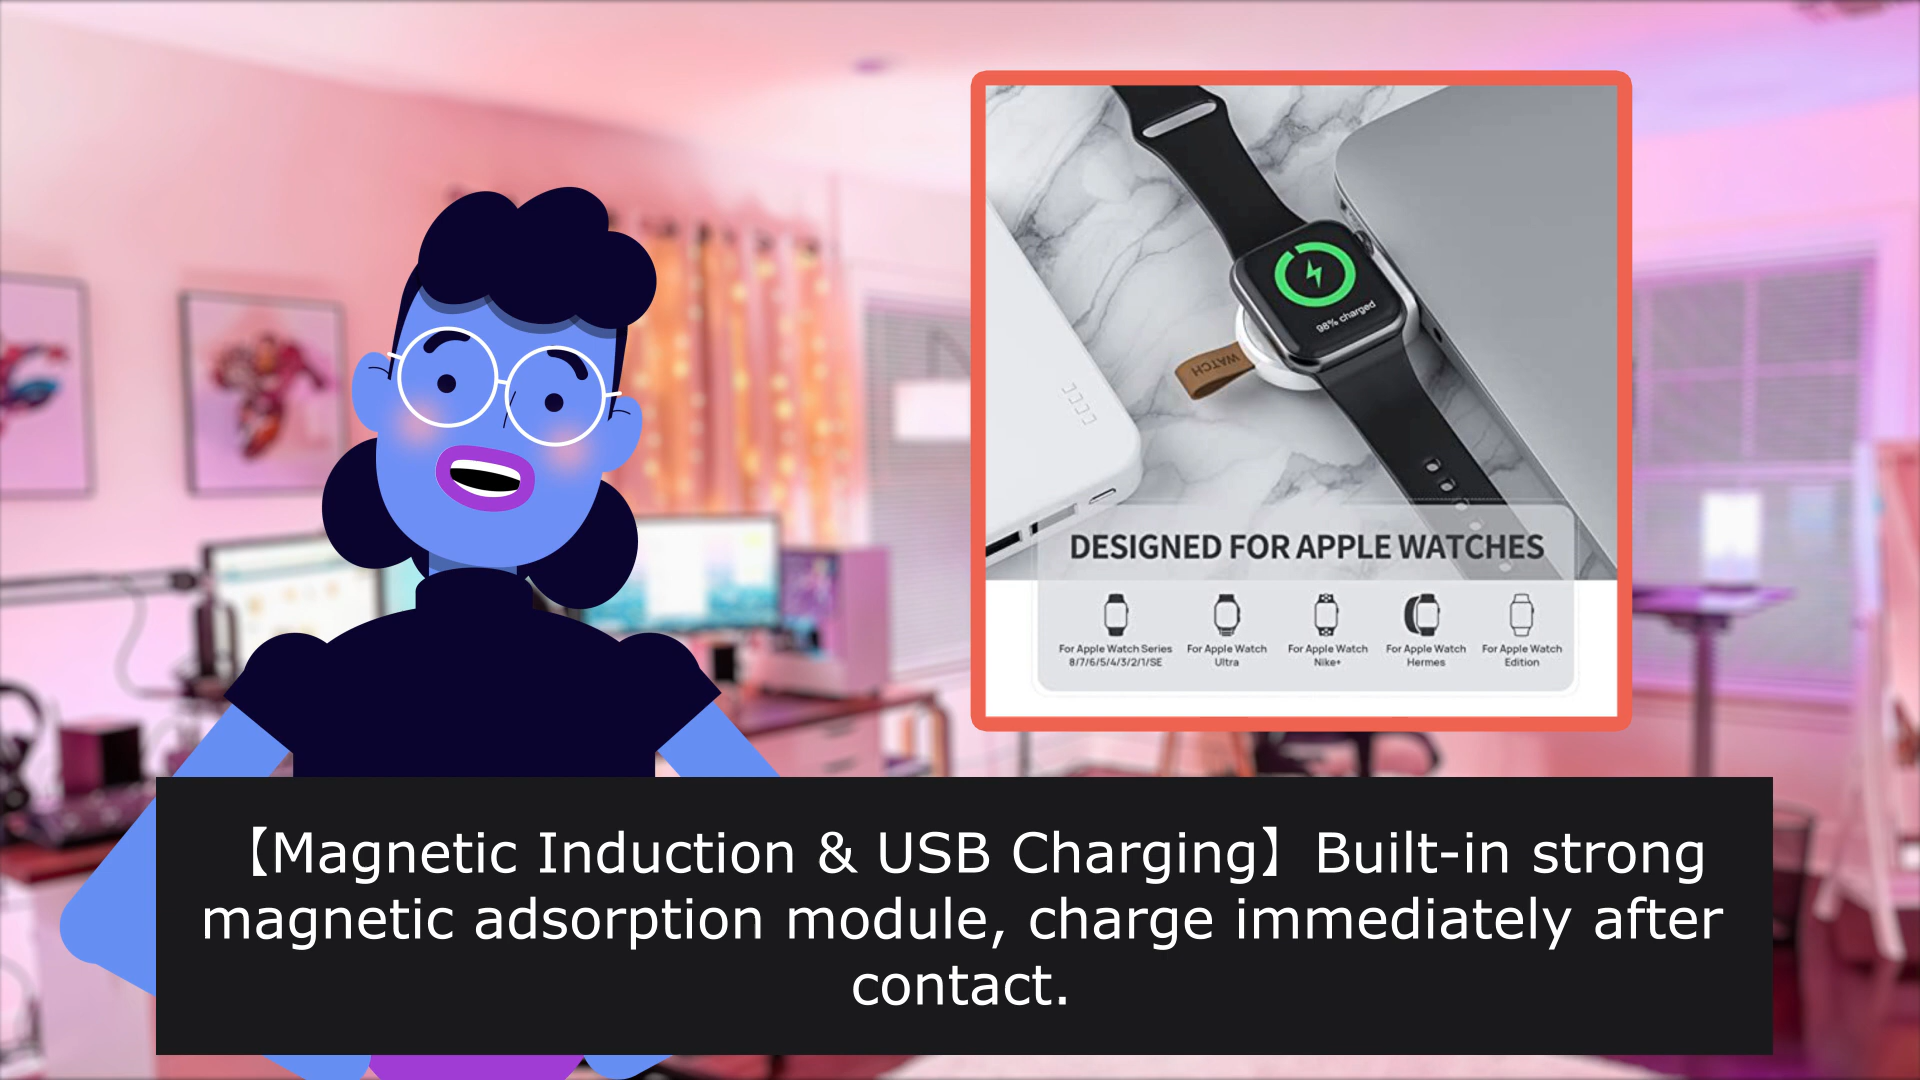 98% charged
WATCH
DESIGNED FOR APPLE WATCHES
For Apple Watch Series
8/7/6/5/4/3/2/1/SE
For Apple Watch
Ultra
For Apple Watch
Nike+
For Apple Watch
Hermes
For Apple Watch
Edition
【Magnetic Induction & USB Charging】Built-in strong
magnetic adsorption module, charge immediately after
contact.